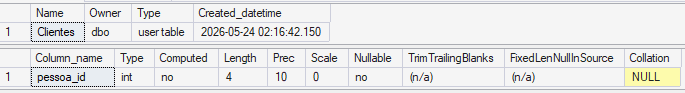 Name Owner Type Created_datetime
1 Clientes dbo user table 2026-05-24 02:16:42.150
Column_name Type Computed Length Prec Scale Nullable TrimTrailingBlanks FixedLenNullInSource Collation
1 pessoa_id int no 4 10 0 no (n/a) (n/a) NULL